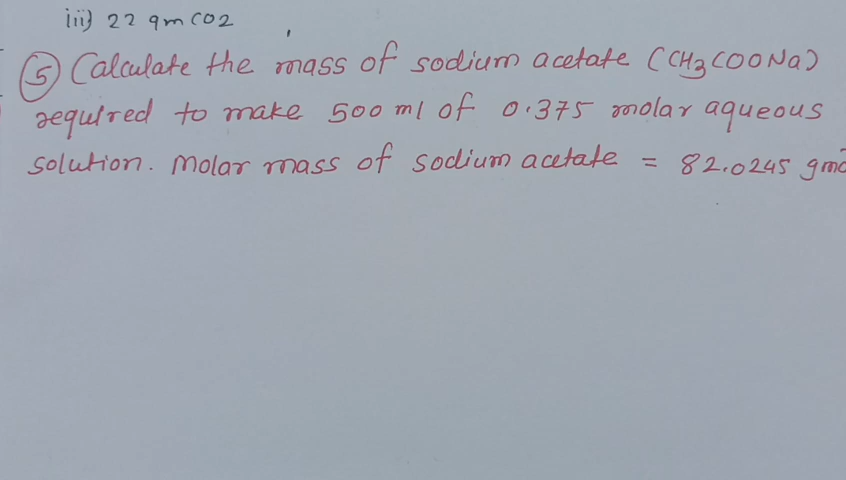 iii) 22 gm CO2
(5) Calculate the mass of sodium acetate (CH3COONa)
required to make 500 ml of 0.375 molar aqueous
solution. Molar mass of sodium acetate = 82.0245